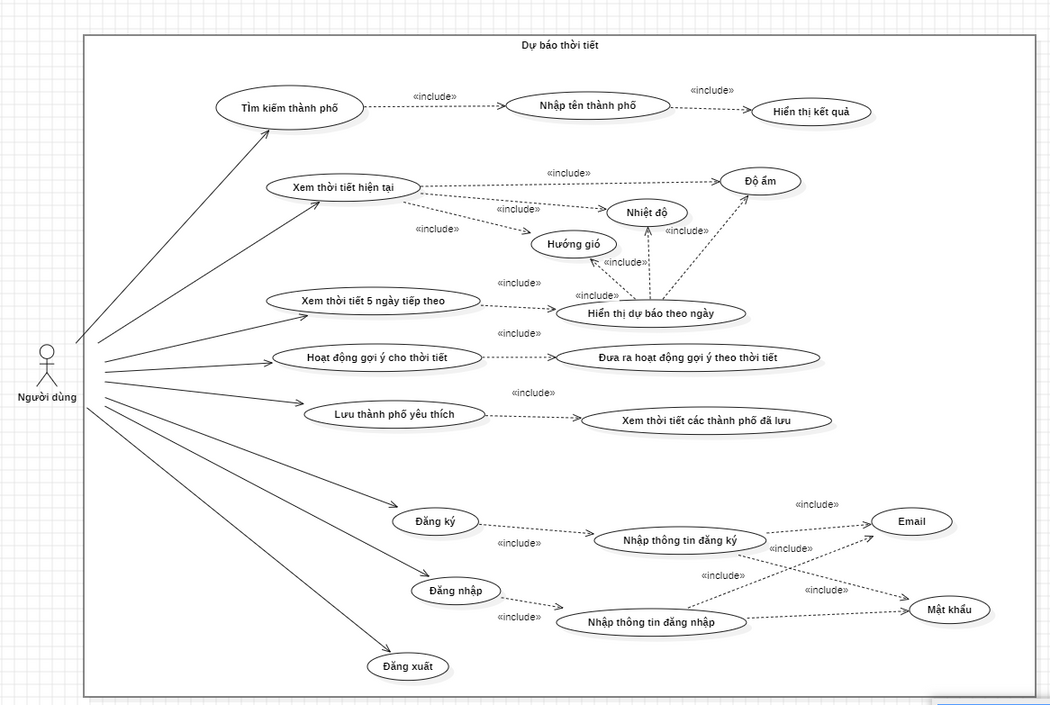 Dự báo thời tiết
Tìm kiếm thành phố
«include»
Nhập tên thành phố
«include»
Hiển thị kết quả
Xem thời tiết hiện tại
«include»
Độ ẩm
«include»
Nhiệt độ
«include»
Hướng gió
«include»
«include»
«include»
Xem thời tiết 5 ngày tiếp theo
«include»
Hiển thị dự báo theo ngày
Hoạt động gợi ý cho thời tiết
«include»
Đưa ra hoạt động gợi ý theo thời tiết
Người dùng
Lưu thành phố yêu thích
«include»
Xem thời tiết các thành phố đã lưu
Đăng ký
«include»
Nhập thông tin đăng ký
«include»
Email
«include»
«include»
«include»
Mật khẩu
Đăng nhập
«include»
Nhập thông tin đăng nhập
Đăng xuất